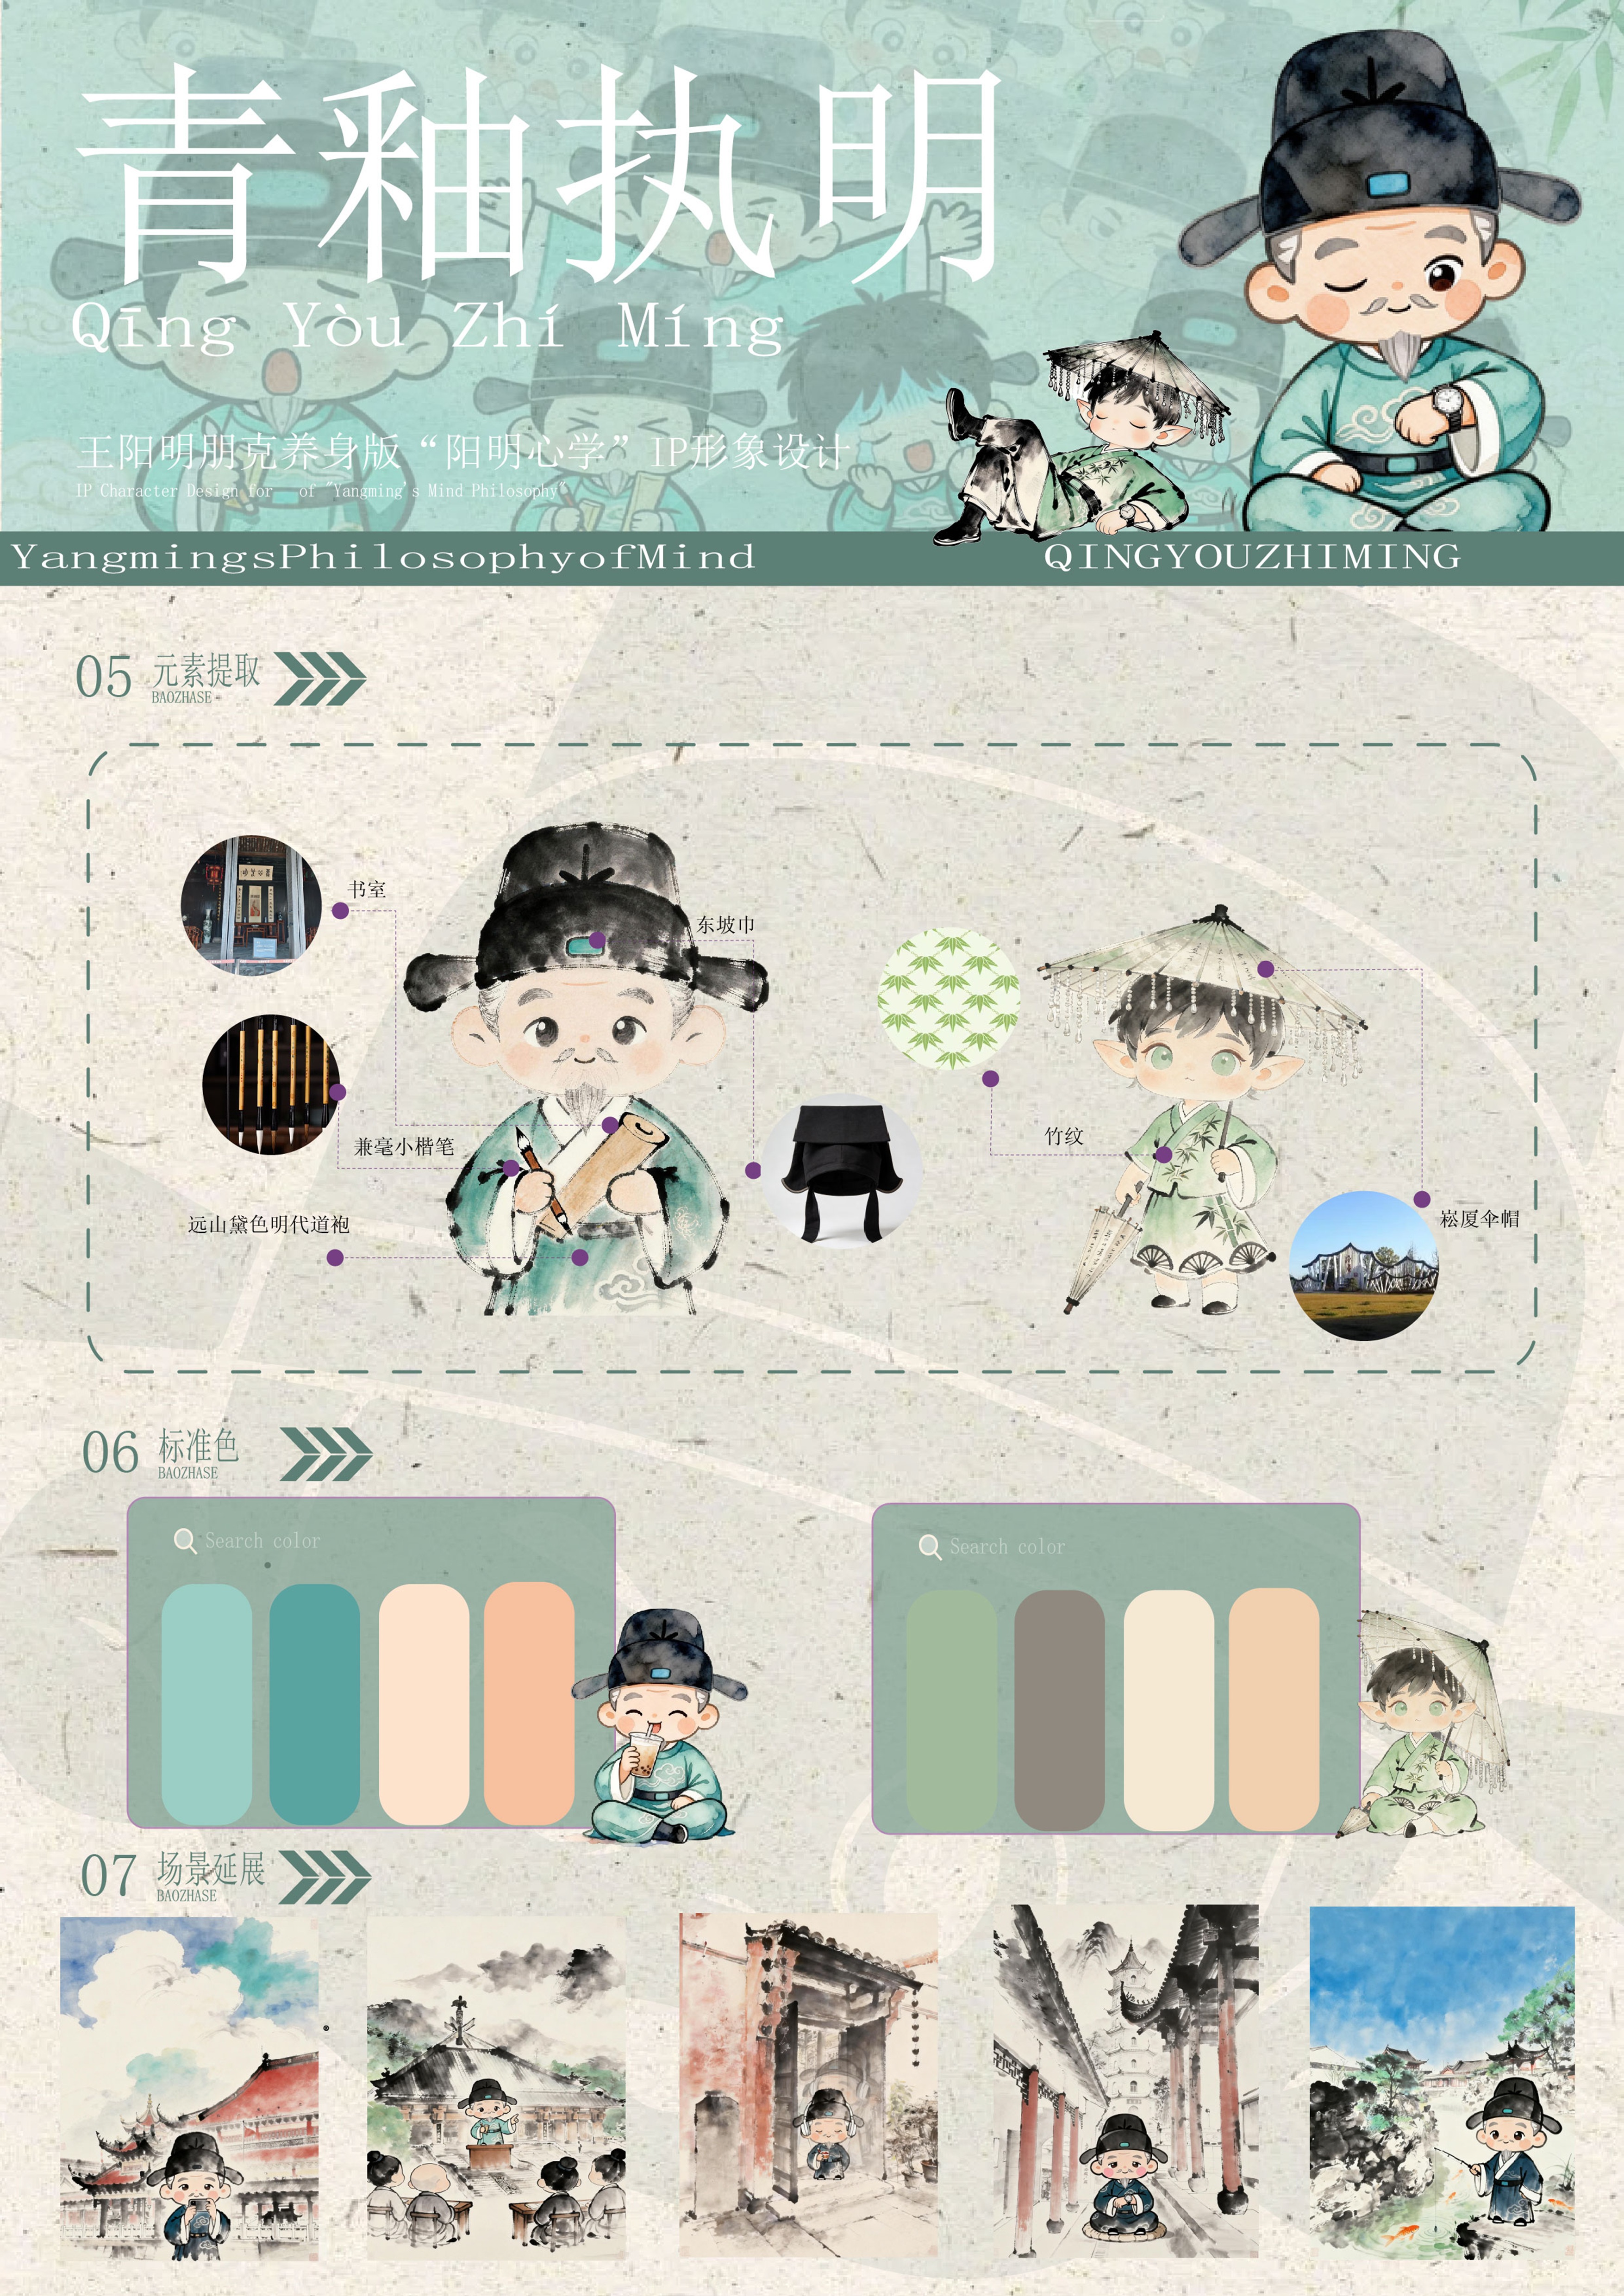 青釉执明
Qīng Yòu Zhí Míng
王阳明朋克养身版“阳明心学”IP形象设计
IP Character Design for of "Yangming's Mind Philosophy"
YangmingsPhilosophyofMind
QINGYOUZHIMING
05 元素提取
BAOZHASE
书室
东坡巾
兼毫小楷笔
竹纹
远山黛色明代道袍
崧厦伞帽
06 标准色
BAOZHASE
Search color
Search color
07 场景延展
BAOZHASE